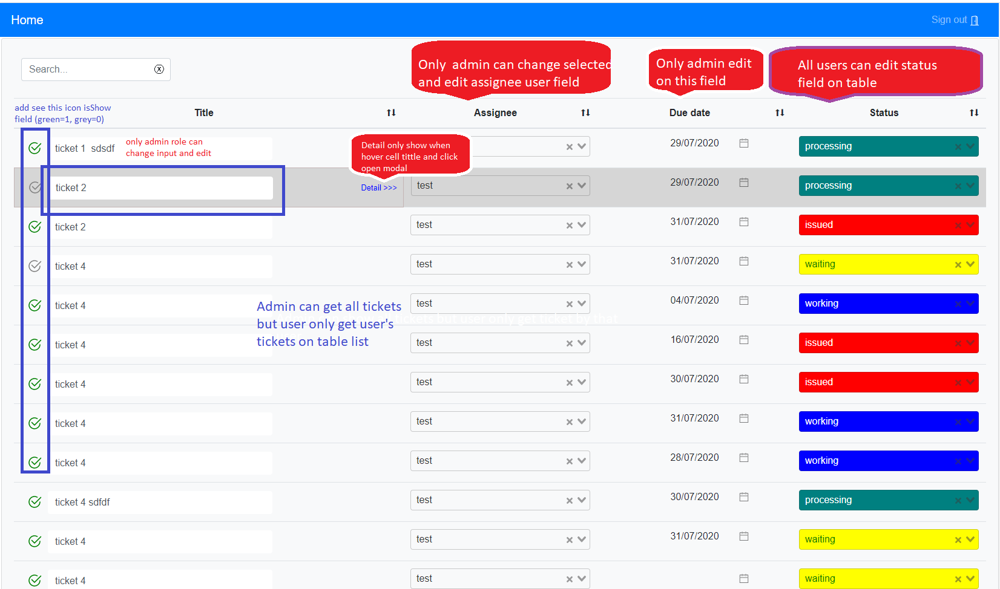 Home
Sign out
Search...
Only admin can change selected
and edit assignee user field
Only admin edit
on this field
All users can edit status
field on table
add see this icon isShow
field (green=1, grey=0)
Title
Assignee
Due date
Status
ticket 1 sdsdf
only admin role can
change input and edit
Detail only show when
hover cell tittle and click
open modal
29/07/2020
processing
ticket 2
Detail >>>
test
29/07/2020
processing
ticket 2
test
31/07/2020
issued
ticket 4
test
31/07/2020
waiting
ticket 4
test
04/07/2020
working
Admin can get all tickets
but user only get user's
tickets on table list
tickets but user only get ticket by that
ticket 4
test
16/07/2020
issued
ticket 4
test
30/07/2020
issued
ticket 4
test
31/07/2020
working
ticket 4
test
28/07/2020
working
ticket 4 sdfdf
test
30/07/2020
processing
ticket 4
test
31/07/2020
waiting
ticket 4
test
waiting